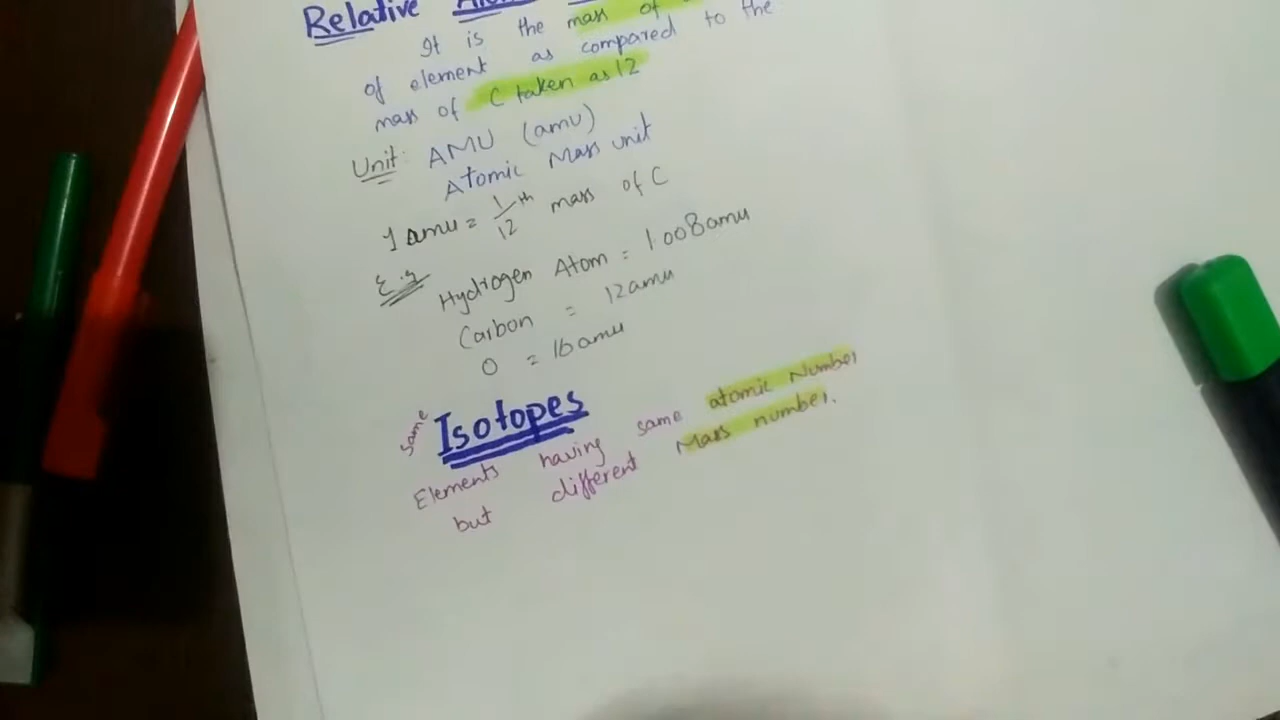 Relative
It is the mass of
of element as compared to the
mass of C taken as 12
Unit: AMU (amu)
Atomic Mass unit
1 amu = 1/12 th mass of C
E.g
Hydrogen Atom = 1.008amu
Carbon = 12amu
O = 16amu
same
Isotopes
Elements having same atomic Number
but different Mass number.